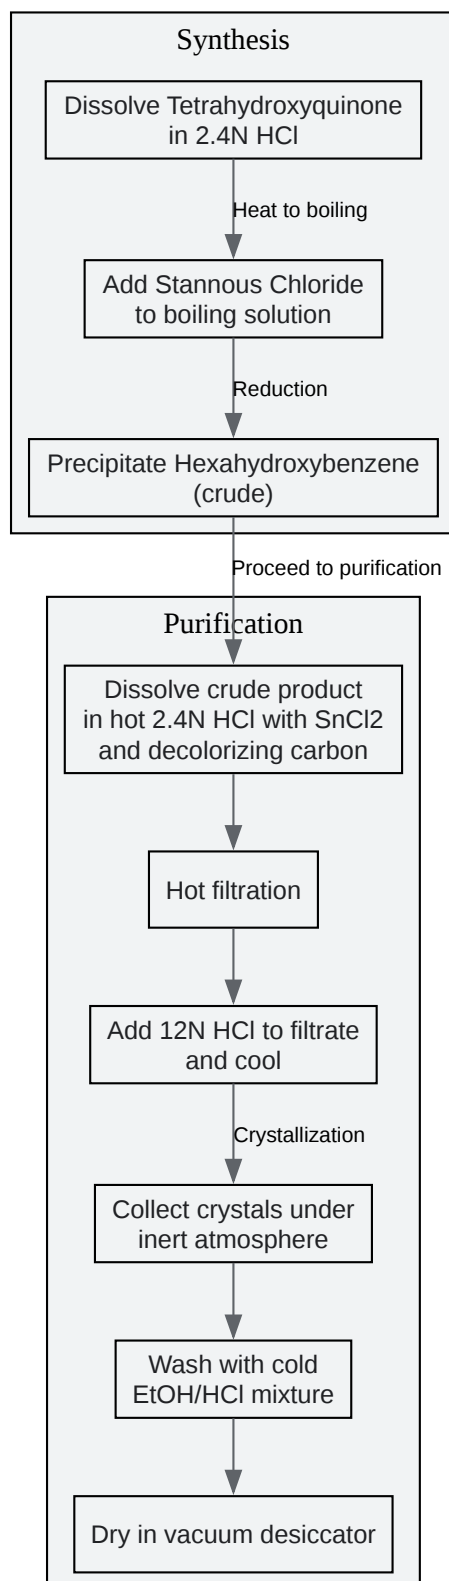 Synthesis
Dissolve Tetrahydroxyquinone
in 2.4N HCl
Heat to boiling
Add Stannous Chloride
to boiling solution
Reduction
Precipitate Hexahydroxybenzene
(crude)
Proceed to purification
Purification
Dissolve crude product
in hot 2.4N HCl with SnCl2
and decolorizing carbon
Hot filtration
Add 12N HCl to filtrate
and cool
Crystallization
Collect crystals under
inert atmosphere
Wash with cold
EtOH/HCl mixture
Dry in vacuum desiccator